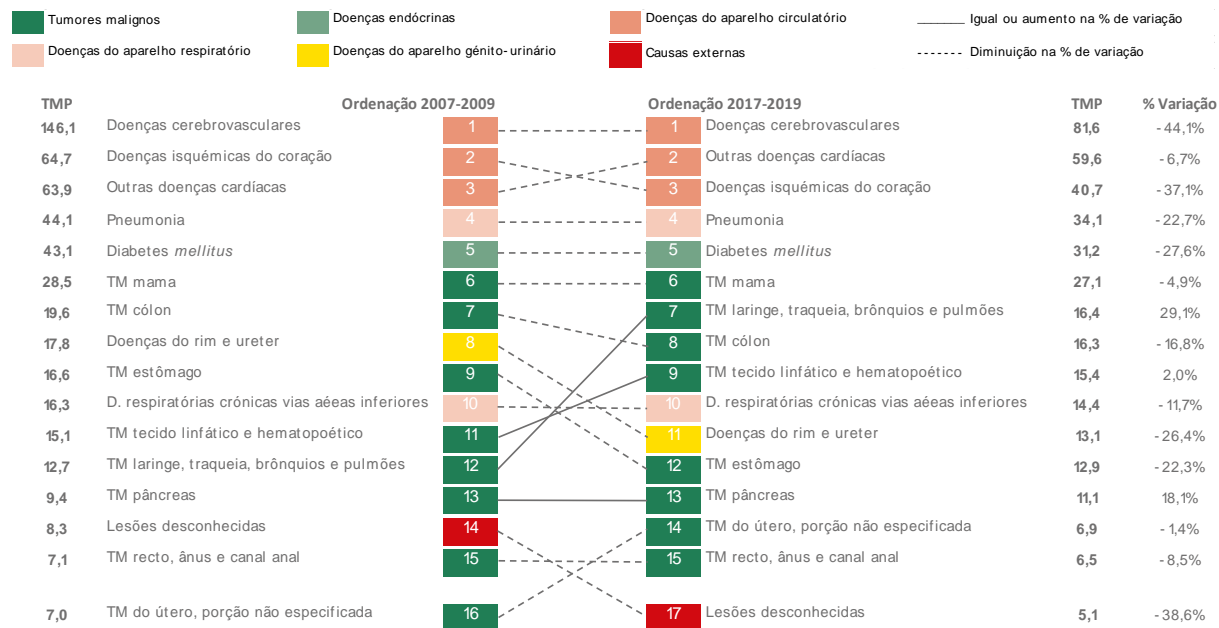 Tumores malignos Doenças endócrinas Doenças do aparelho circulatório Igual ou aumento na % de variação
Doenças do aparelho respiratório Doenças do aparelho génito-urinário Causas externas Diminuição na % de variação
TMP Ordenação 2007-2009 Ordenação 2017-2019 TMP % Variação
146,1 Doenças cerebrovasculares 1 1 Doenças cerebrovasculares 81,6 -44,1%
64,7 Doenças isquémicas do coração 2 2 Outras doenças cardíacas 59,6 -6,7%
63,9 Outras doenças cardíacas 3 3 Doenças isquémicas do coração 40,7 -37,1%
44,1 Pneumonia 4 4 Pneumonia 34,1 -22,7%
43,1 Diabetes mellitus 5 5 Diabetes mellitus 31,2 -27,6%
28,5 TM mama 6 6 TM mama 27,1 -4,9%
19,6 TM cólon 7 7 TM laringe, traqueia, brônquios e pulmões 16,4 29,1%
17,8 Doenças do rim e ureter 8 8 TM cólon 16,3 -16,8%
16,6 TM estômago 9 9 TM tecido linfático e hematopoético 15,4 2,0%
16,3 D. respiratórias crónicas vias aéeas inferiores 10 10 D. respiratórias crónicas vias aéeas inferiores 14,4 -11,7%
15,1 TM tecido linfático e hematopoético 11 11 Doenças do rim e ureter 13,1 -26,4%
12,7 TM laringe, traqueia, brônquios e pulmões 12 12 TM estômago 12,9 -22,3%
9,4 TM pâncreas 13 13 TM pâncreas 11,1 18,1%
8,3 Lesões desconhecidas 14 14 TM do útero, porção não especificada 6,9 -1,4%
7,1 TM recto, ânus e canal anal 15 15 TM recto, ânus e canal anal 6,5 -8,5%
7,0 TM do útero, porção não especificada 16 17 Lesões desconhecidas 5,1 -38,6%